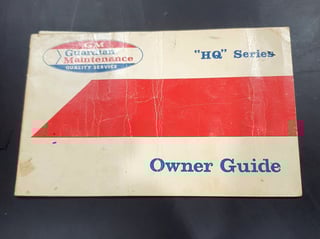 GM
Guardian
Maintenance
QUALITY SERVICE
"HQ" Series
Owner Guide